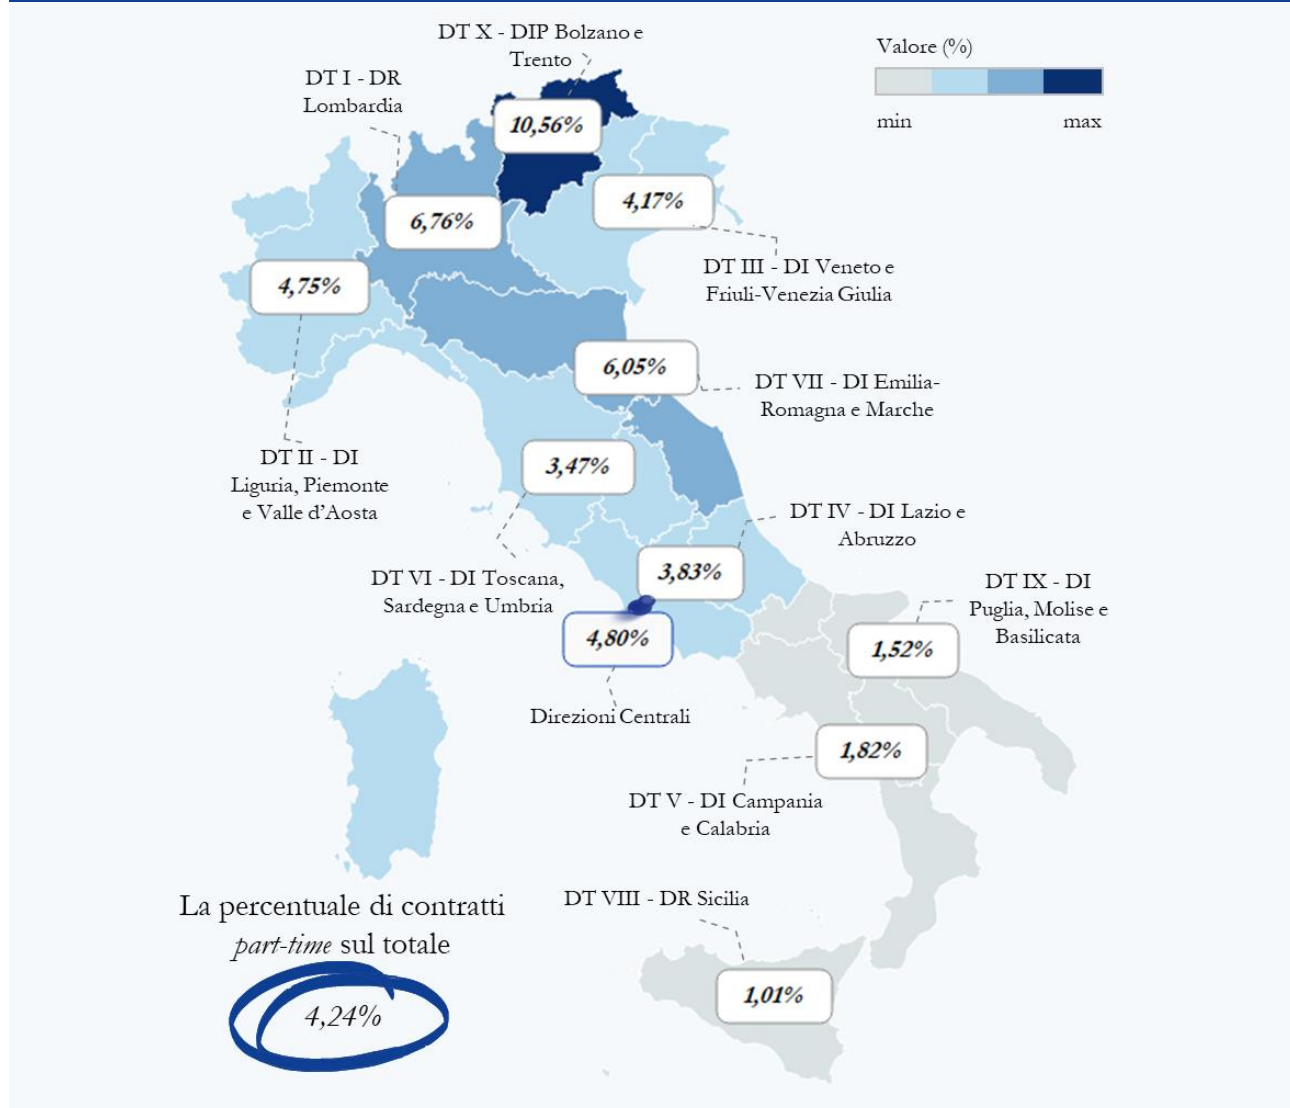 DT X - DIP Bolzano e
Trento
Valore (%)
min
max
DT I - DR
Lombardia
10,56%
4,17%
6,76%
DT III - DI Veneto e
Friuli-Venezia Giulia
4,75%
6,05%
DT VII - DI Emilia-
Romagna e Marche
DT II - DI
Liguria, Piemonte
e Valle d’Aosta
3,47%
DT IV - DI Lazio e
Abruzzo
3,83%
DT VI - DI Toscana,
Sardegna e Umbria
DT IX - DI
Puglia, Molise e
Basilicata
4,80%
1,52%
Direzioni Centrali
1,82%
DT V - DI Campania
e Calabria
DT VIII - DR Sicilia
1,01%
La percentuale di contratti
part-time sul totale
4,24%